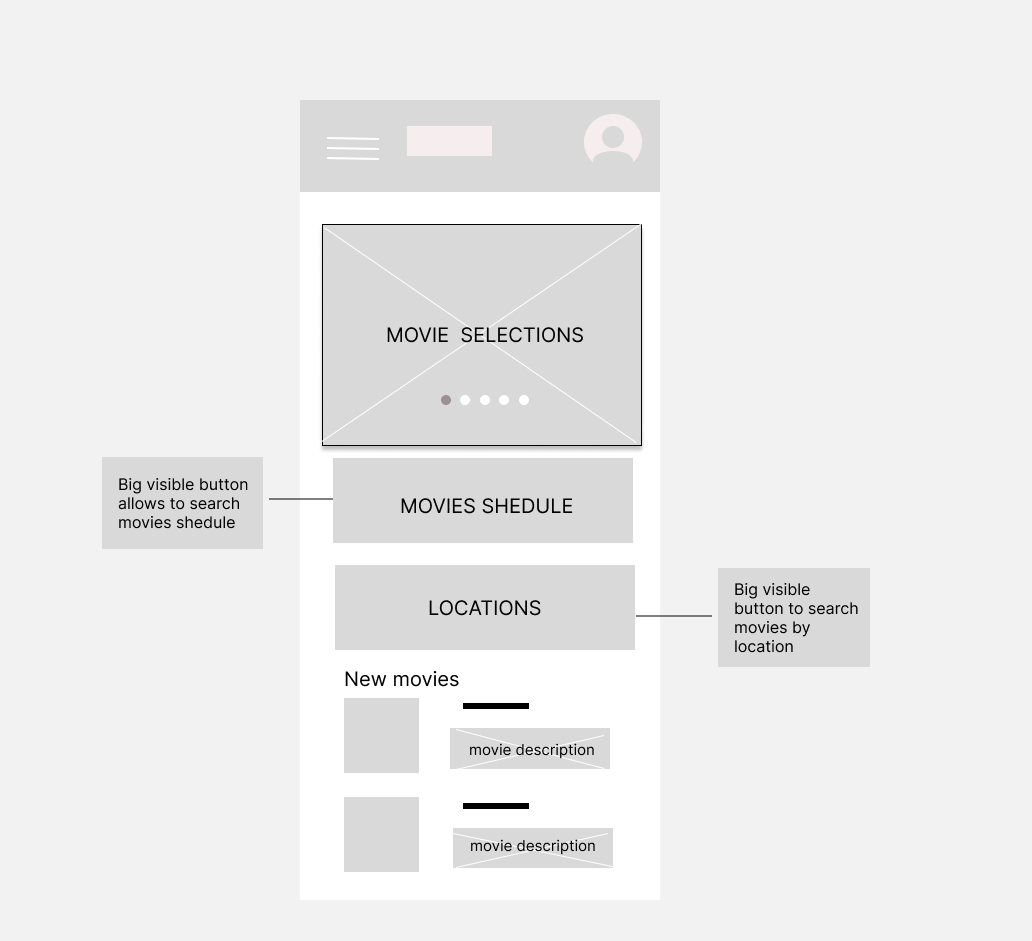 MOVIE  SELECTIONS
Big visible button
allows to search
movies shedule
MOVIES SHEDULE
LOCATIONS
Big visible
button to search
movies by
location
New movies
movie description
movie description